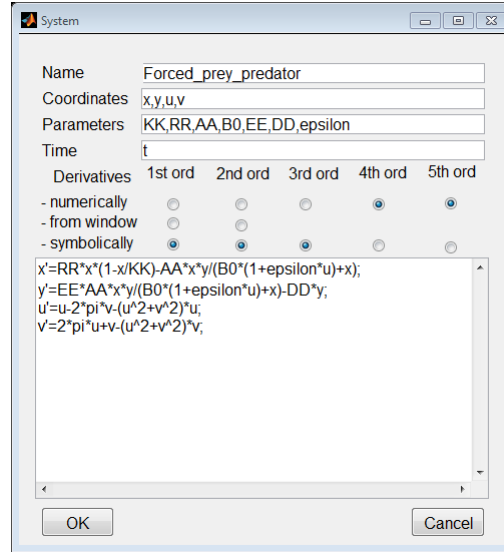 System
Name Forced_prey_predator
Coordinates x,y,u,v
Parameters KK,RR,AA,B0,EE,DD,epsilon
Time t
Derivatives 1st ord 2nd ord 3rd ord 4th ord 5th ord
- numerically
- from window
- symbolically
x'=RR*x*(1-x/KK)-AA*x*y/(B0*(1+epsilon*u)+x);
y'=EE*AA*x*y/(B0*(1+epsilon*u)+x)-DD*y;
u'=u-2*pi*v-(u^2+v^2)*u;
v'=2*pi*u+v-(u^2+v^2)*v;
OK Cancel